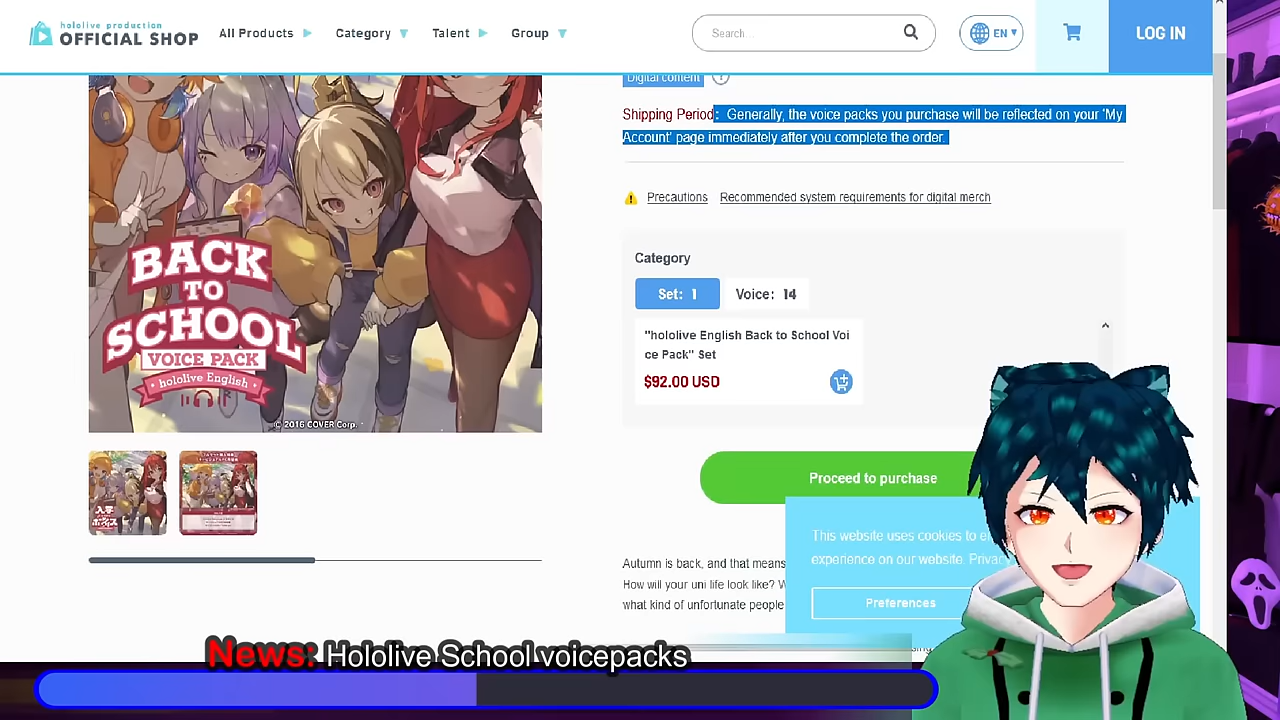 hololive production
OFFICIAL SHOP
All Products
Category
Talent
Group
Search...
EN
LOG IN
Digital content
Shipping Period： Generally, the voice packs you purchase will be reflected on your 'My
Account' page immediately after you complete the order.
Precautions
Recommended system requirements for digital merch
Category
Set: 1
Voice: 14
"hololive English Back to School Voi
ce Pack" Set
$92.00 USD
Proceed to purchase
BACK
TO
SCHOOL
VOICE PACK
hololive English
© 2016 COVER Corp.
入学
ボイス
This website uses cookies to
experience on our website.
Preferences
Autumn is back, and that means
How will your uni life look like?
what kind of unfortunate people
News: Hololive School voicepacks